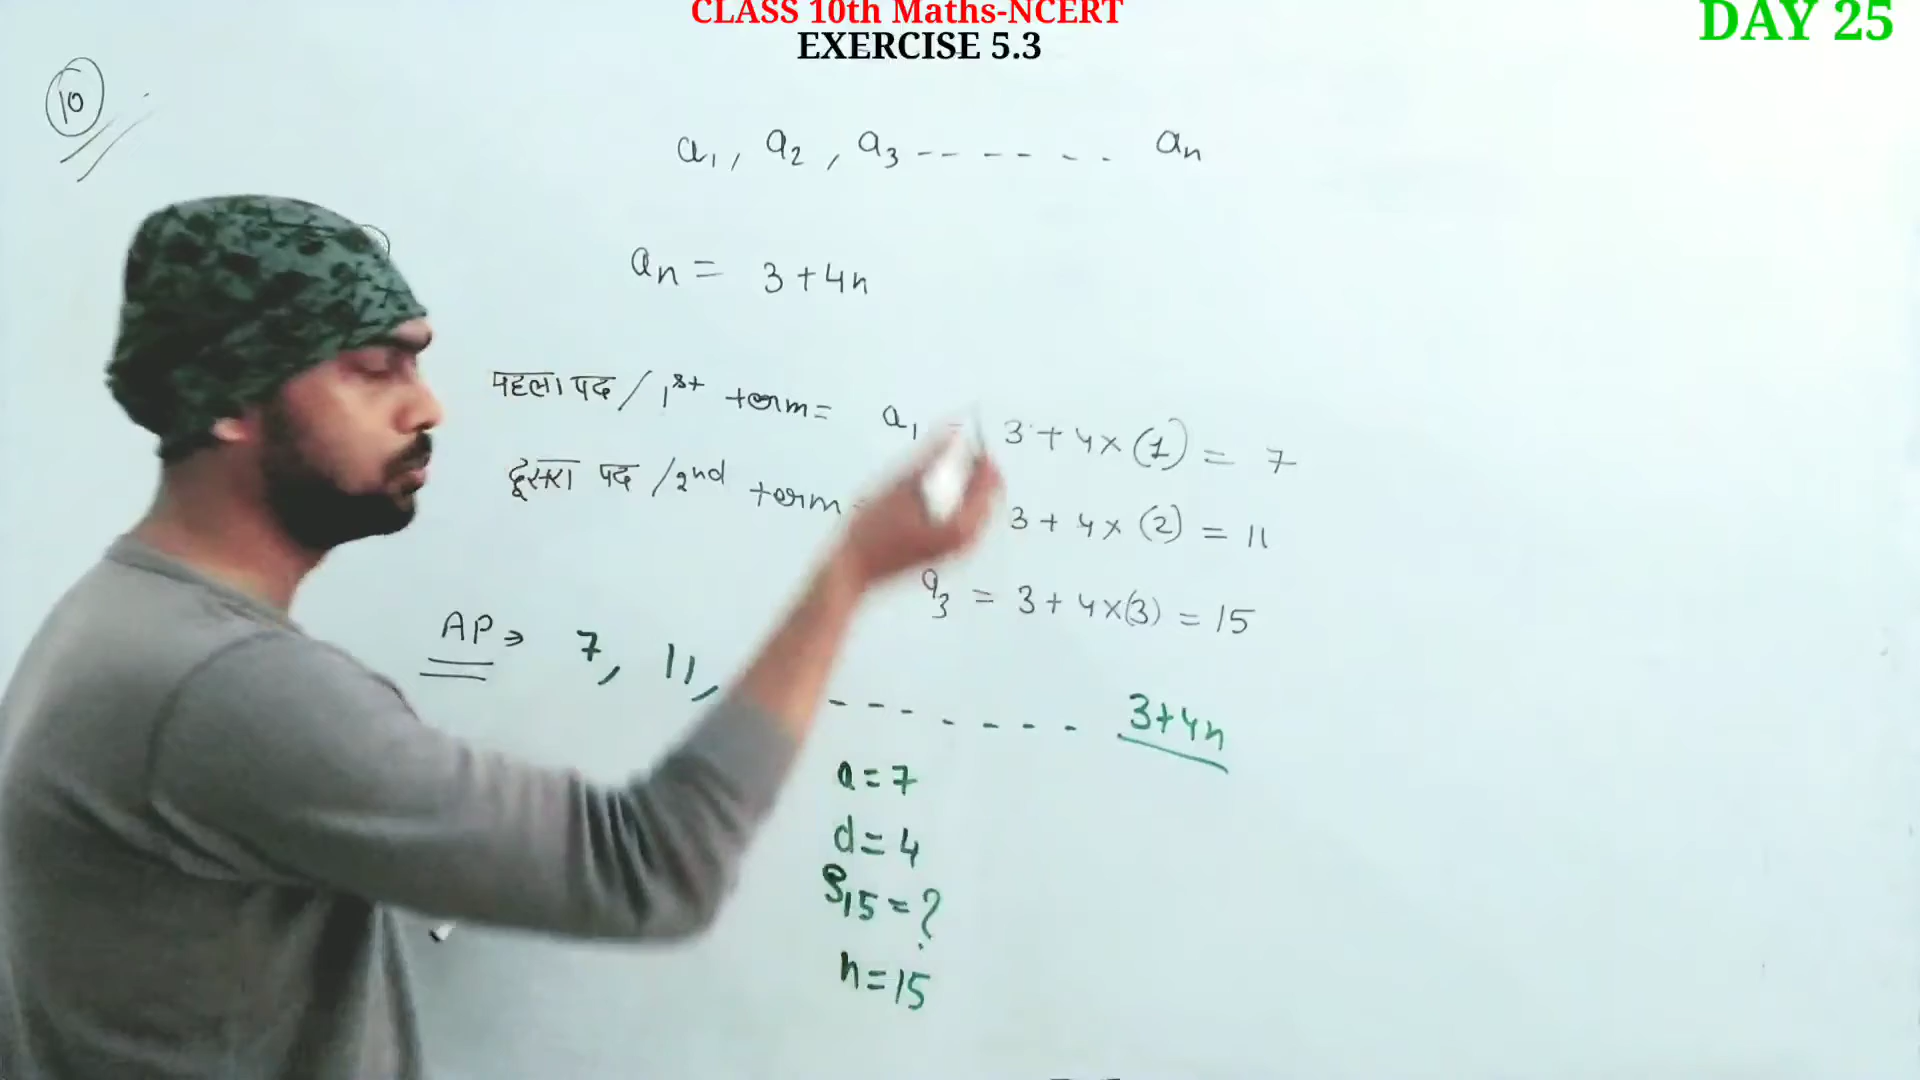 CLASS 10th Maths-NCERT
EXERCISE 5.3
DAY 25
10
a₁, a₂, a₃ - - - - - - - aₙ
aₙ = 3 + 4n
पहला पद / 1st term = a₁ = 3 + 4 × (1) = 7
दूसरा पद / 2nd term = 3 + 4 × (2) = 11
a₃ = 3 + 4×(3) = 15
AP ⇒ 7, 11, - - - - - - - 3+4n
a = 7
d = 4
S₁₅ = ?
n = 15